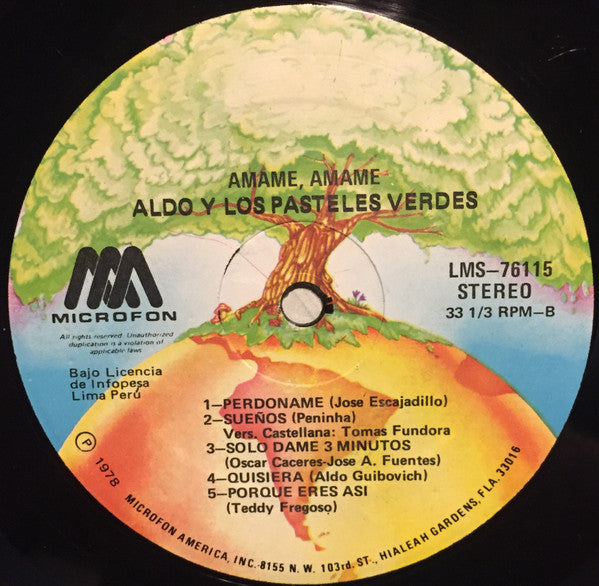 AMAME, AMAME
ALDO Y LOS PASTELES VERDES
MICROFON
All rights reserved. Unauthorized
duplication is a violation of
applicable laws
Bajo Licencia
de Infopesa
Lima Perú
LMS–76115
STEREO
33 1/3 RPM–B
1–PERDONAME (Jose Escajadillo)
2–SUEÑOS (Peninha)
Vers. Castellana: Tomas Fundora
3–SOLO DAME 3 MINUTOS
(Oscar Caceres-Jose A. Fuentes)
4–QUISIERA (Aldo Guibovich)
5–PORQUE ERES ASI
(Teddy Fregoso)
Ⓟ 1978
MICROFON AMERICA, INC.-8155 N.W. 103rd. ST., HIALEAH GARDENS, FLA. 33016